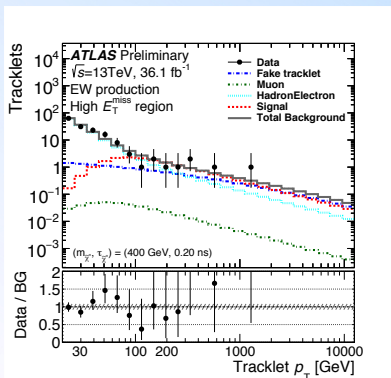 ATLAS Preliminary
√s=13TeV, 36.1 fb⁻¹
EW production
High E_T^miss region
Data
Fake tracklet
Muon
HadronElectron
Signal
Total Background
Tracklets
10⁴
10³
10²
10
1
10⁻¹
10⁻²
10⁻³
(m_χ̃±, τ_χ̃±) = (400 GeV, 0.20 ns)
Data / BG
2
1.5
1
0.5
0
30
100
200
1000
10000
Tracklet p_T [GeV]